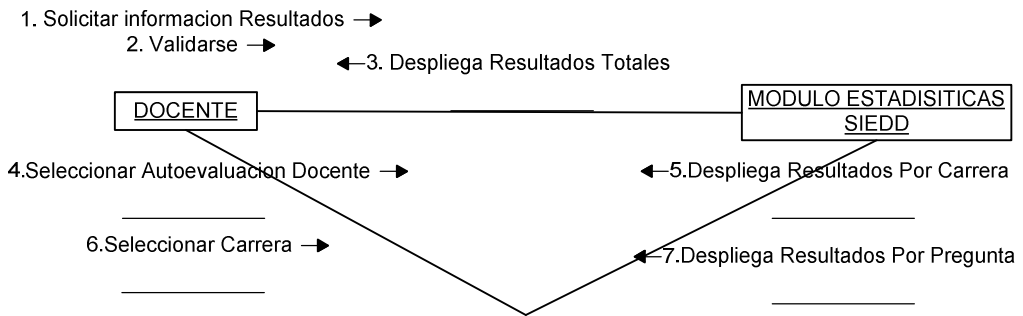 1. Solicitar informacion Resultados
2. Validarse
3. Despliega Resultados Totales
DOCENTE
MODULO ESTADISITICAS
SIEDD
4.Seleccionar Autoevaluacion Docente
5.Despliega Resultados Por Carrera
6.Seleccionar Carrera
7.Despliega Resultados Por Pregunta